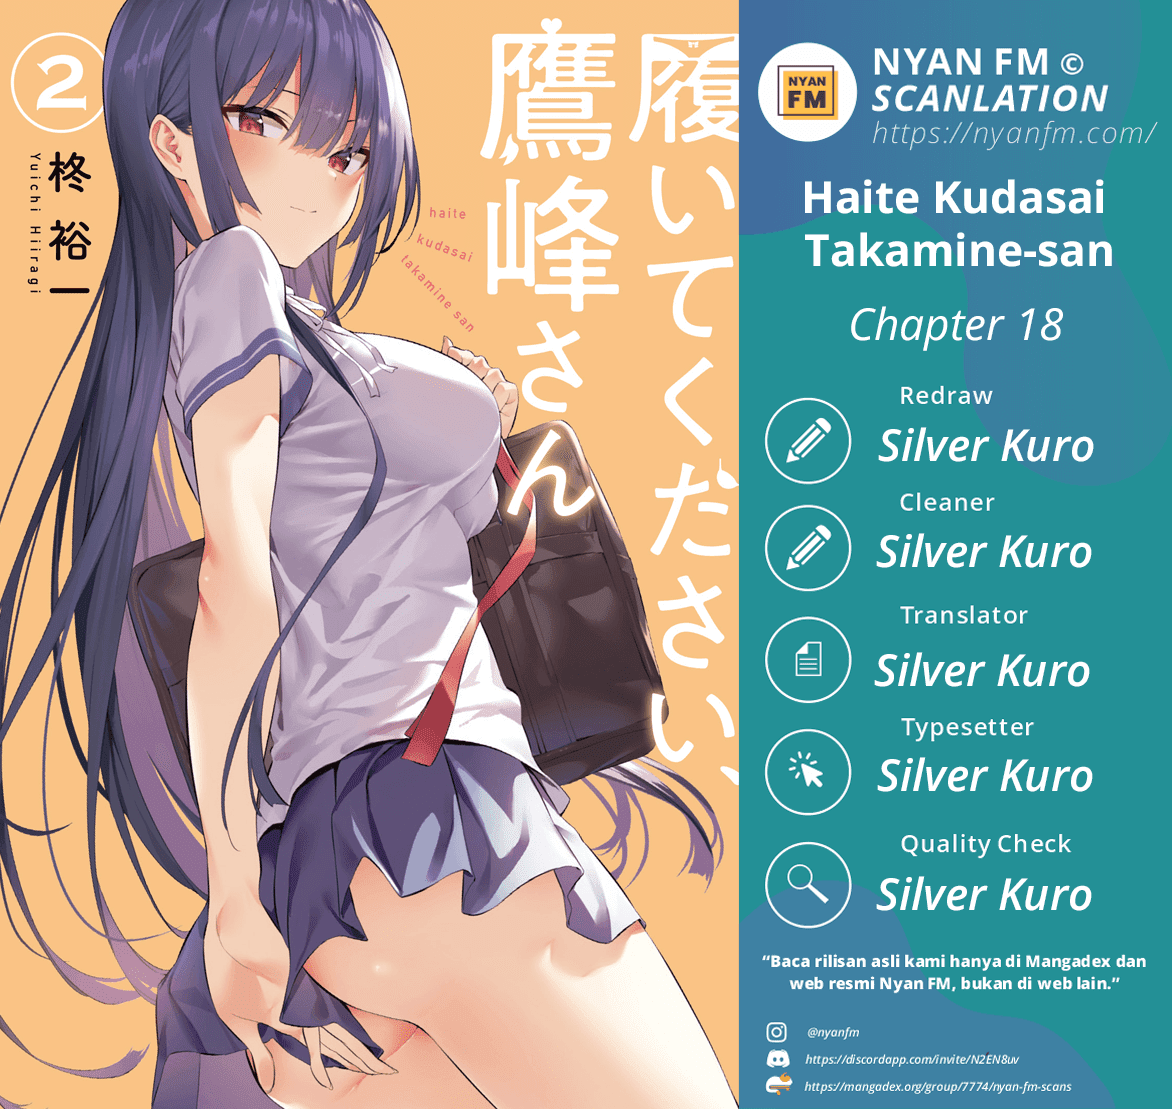 2
柊裕一
Yuichi Hiiragi
履いてください、
鷹峰さん
haite
kudasai
takamine san
NYAN
FM
NYAN FM ©
SCANLATION
https://nyanfm.com/
Haite Kudasai
Takamine-san
Chapter 18
Redraw
Silver Kuro
Cleaner
Silver Kuro
Translator
Silver Kuro
Typesetter
Silver Kuro
Quality Check
Silver Kuro
“Baca rilisan asli kami hanya di Mangadex dan
web resmi Nyan FM, bukan di web lain.”
@nyanfm
https://discordapp.com/invite/N2EN8uv
https://mangadex.org/group/7774/nyan-fm-scans